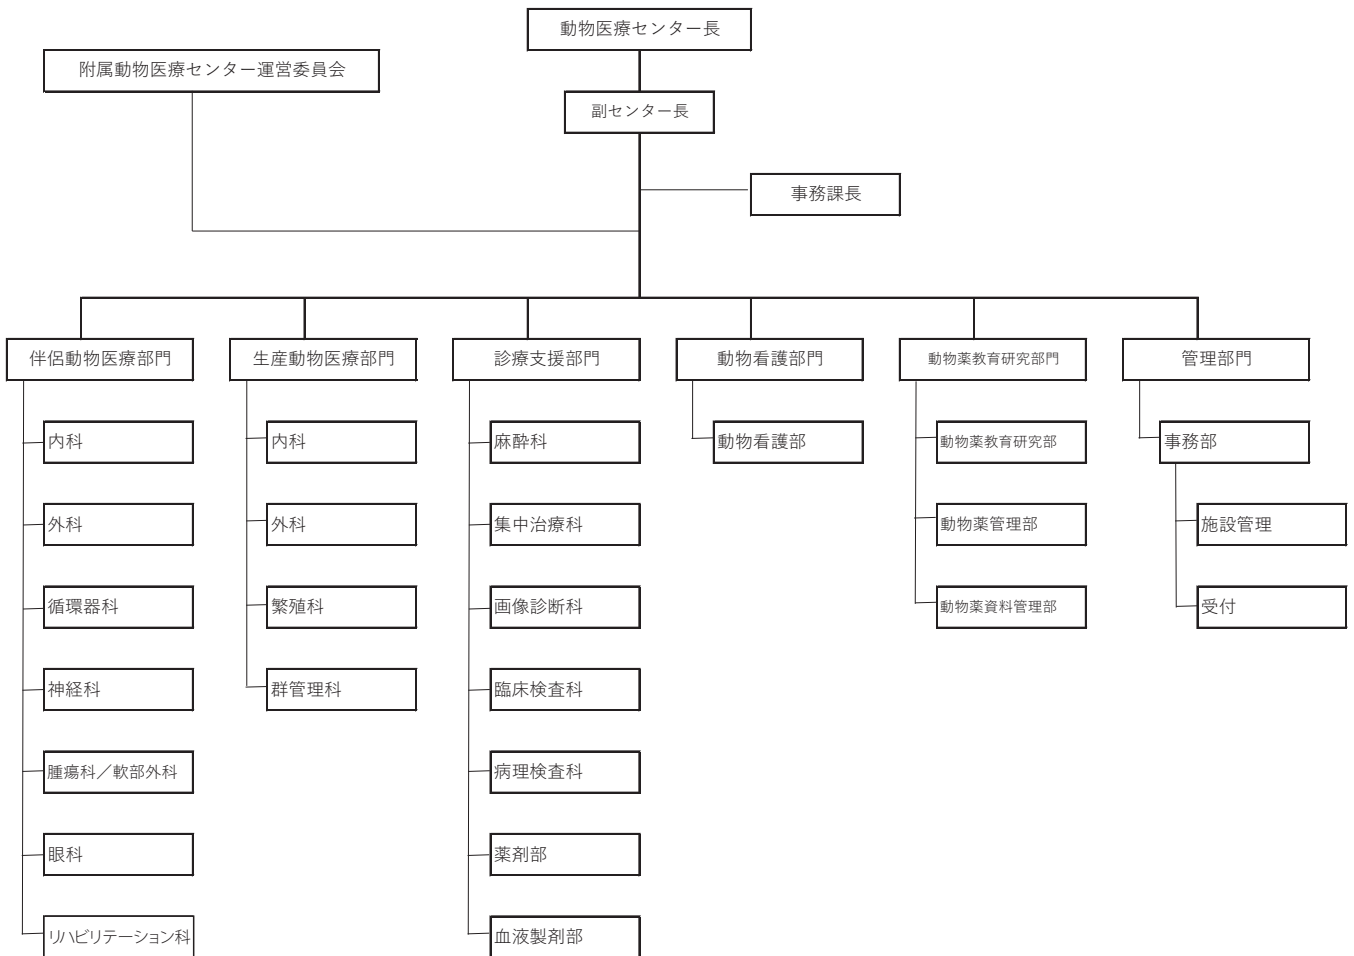 動物医療センター長
附属動物医療センター運営委員会
副センター長
事務課長
伴侶動物医療部門
生産動物医療部門
診療支援部門
動物看護部門
動物薬教育研究部門
管理部門
内科
内科
麻酔科
動物看護部
動物薬教育研究部
事務部
外科
外科
集中治療科
動物薬管理部
施設管理
循環器科
繁殖科
画像診断科
動物薬資料管理部
受付
神経科
群管理科
臨床検査科
腫瘍科／軟部外科
病理検査科
眼科
薬剤部
リハビリテーション科
血液製剤部